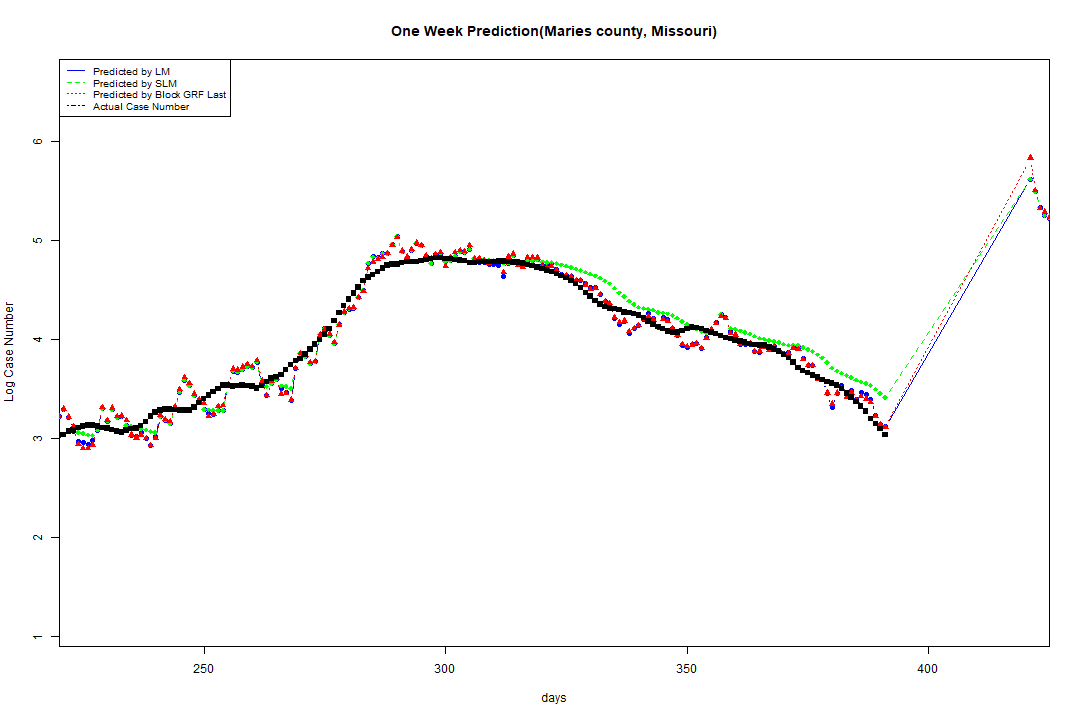 One Week Prediction(Maries county, Missouri)
Predicted by LM
Predicted by SLM
Predicted by Block GRF Last
Actual Case Number
6
5
4
3
2
1
Log Case Number
250 300 350 400
days